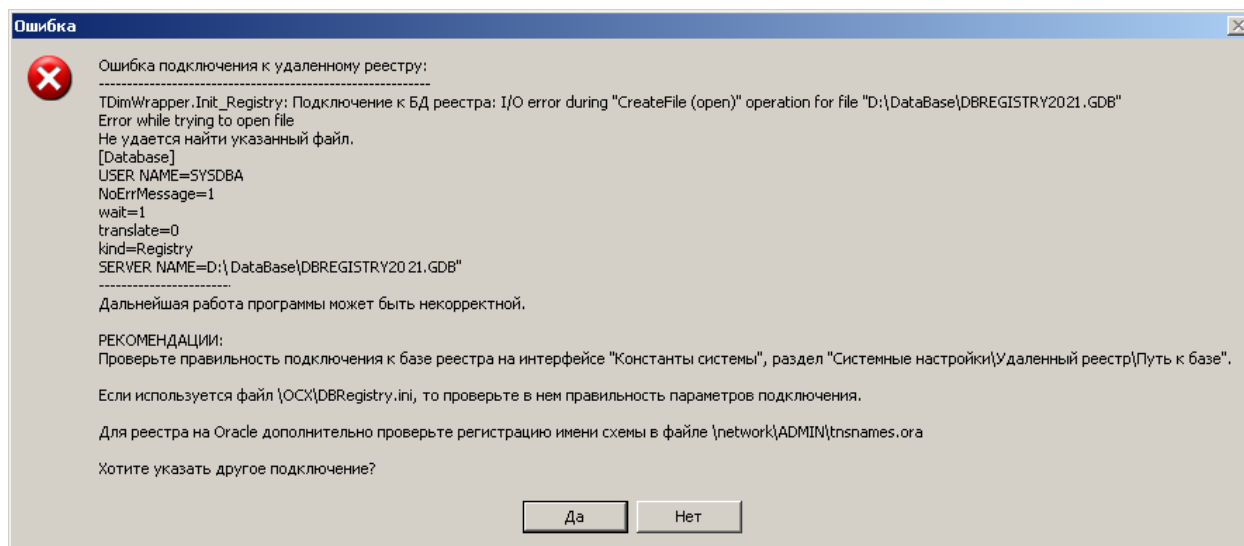 Ошибка
Ошибка подключения к удаленному реестру:
-----------------------------------------------------------
TDimWrapper.Init_Registry: Подключение к БД реестра: I/O error during "CreateFile (open)" operation for file "D:\DataBase\DBREGISTRY2021.GDB"
Error while trying to open file
Не удается найти указанный файл.
[Database]
USER NAME=SYSDBA
NoErrMessage=1
wait=1
translate=0
kind=Registry
SERVER NAME=D:\DataBase\DBREGISTRY2021.GDB"
-----------------------
Дальнейшая работа программы может быть некорректной.
РЕКОМЕНДАЦИИ:
Проверьте правильность подключения к базе реестра на интерфейсе "Константы системы", раздел "Системные настройки\Удаленный реестр\Путь к базе".
Если используется файл \OCX\DBRegistry.ini, то проверьте в нем правильность параметров подключения.
Для реестра на Oracle дополнительно проверьте регистрацию имени схемы в файле \network\ADMIN\tnsnames.ora
Хотите указать другое подключение?
Да
Нет